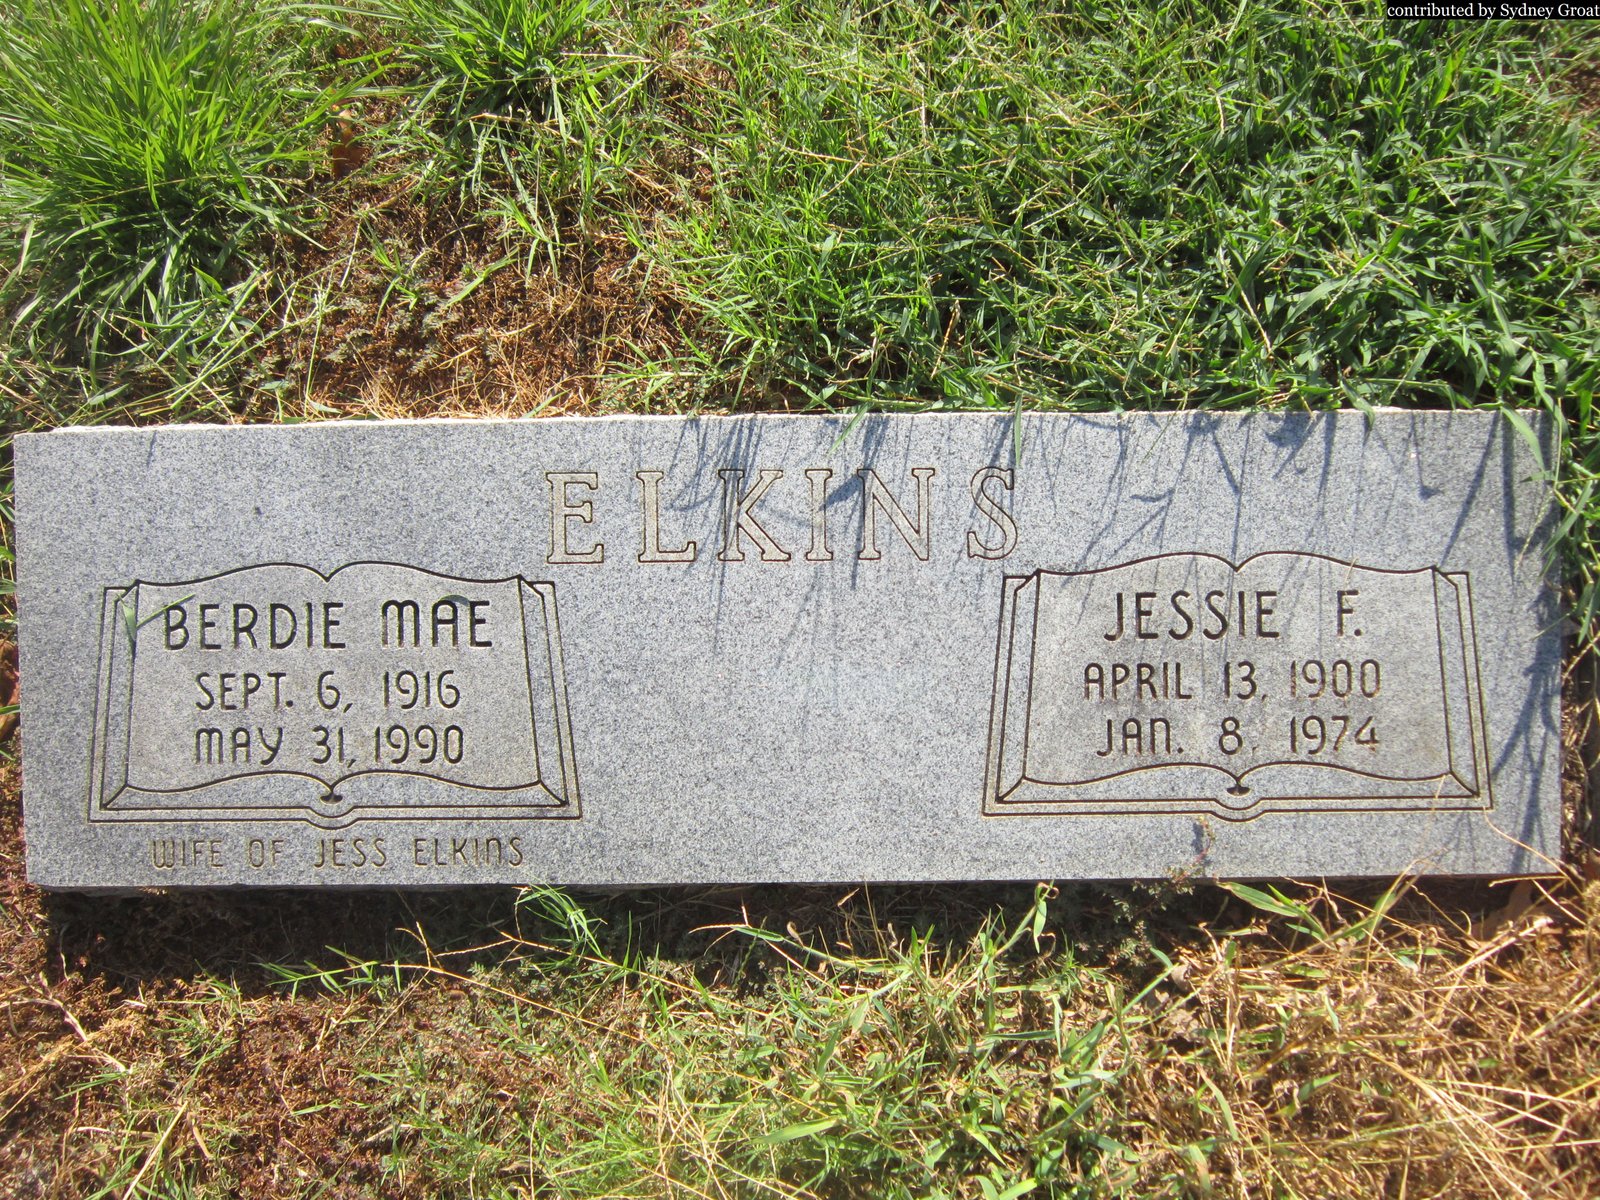 contributed by Sydney Groat
ELKINS
BERDIE MAE
SEPT. 6, 1916
MAY 31, 1990
WIFE OF JESS ELKINS
JESSIE F.
APRIL 13, 1900
JAN. 8, 1974